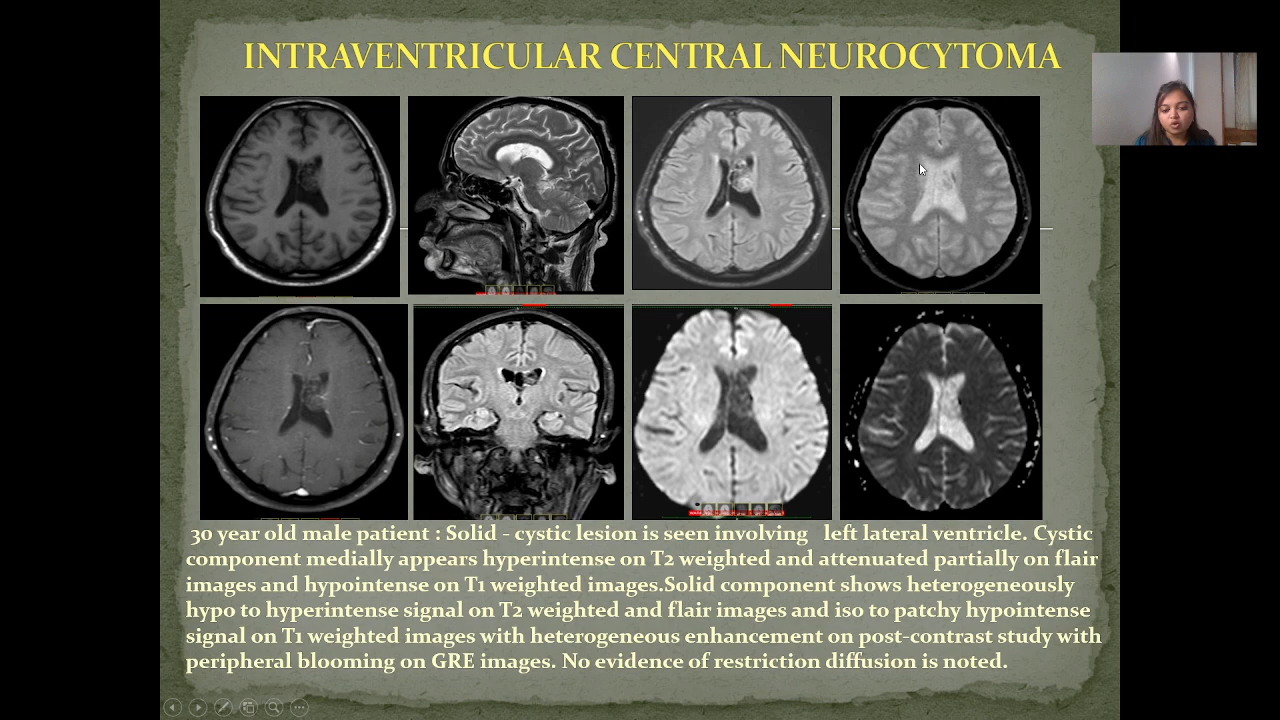 INTRAVENTRICULAR CENTRAL NEUROCYTOMA
30 year old male patient : Solid - cystic lesion is seen involving left lateral ventricle. Cystic
component medially appears hyperintense on T2 weighted and attenuated partially on flair
images and hypointense on T1 weighted images.Solid component shows heterogeneously
hypo to hyperintense signal on T2 weighted and flair images and iso to patchy hypointense
signal on T1 weighted images with heterogeneous enhancement on post-contrast study with
peripheral blooming on GRE images. No evidence of restriction diffusion is noted.